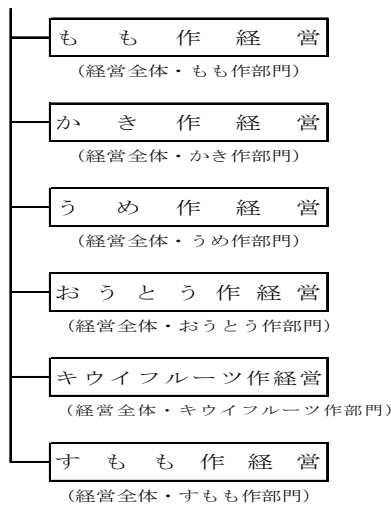 もも作経営
（経営全体・もも作部門）
かき作経営
（経営全体・かき作部門）
うめ作経営
（経営全体・うめ作部門）
おうとう作経営
（経営全体・おうとう作部門）
キウイフルーツ作経営
（経営全体・キウイフルーツ作部門）
すもも作経営
（経営全体・すもも作部門）